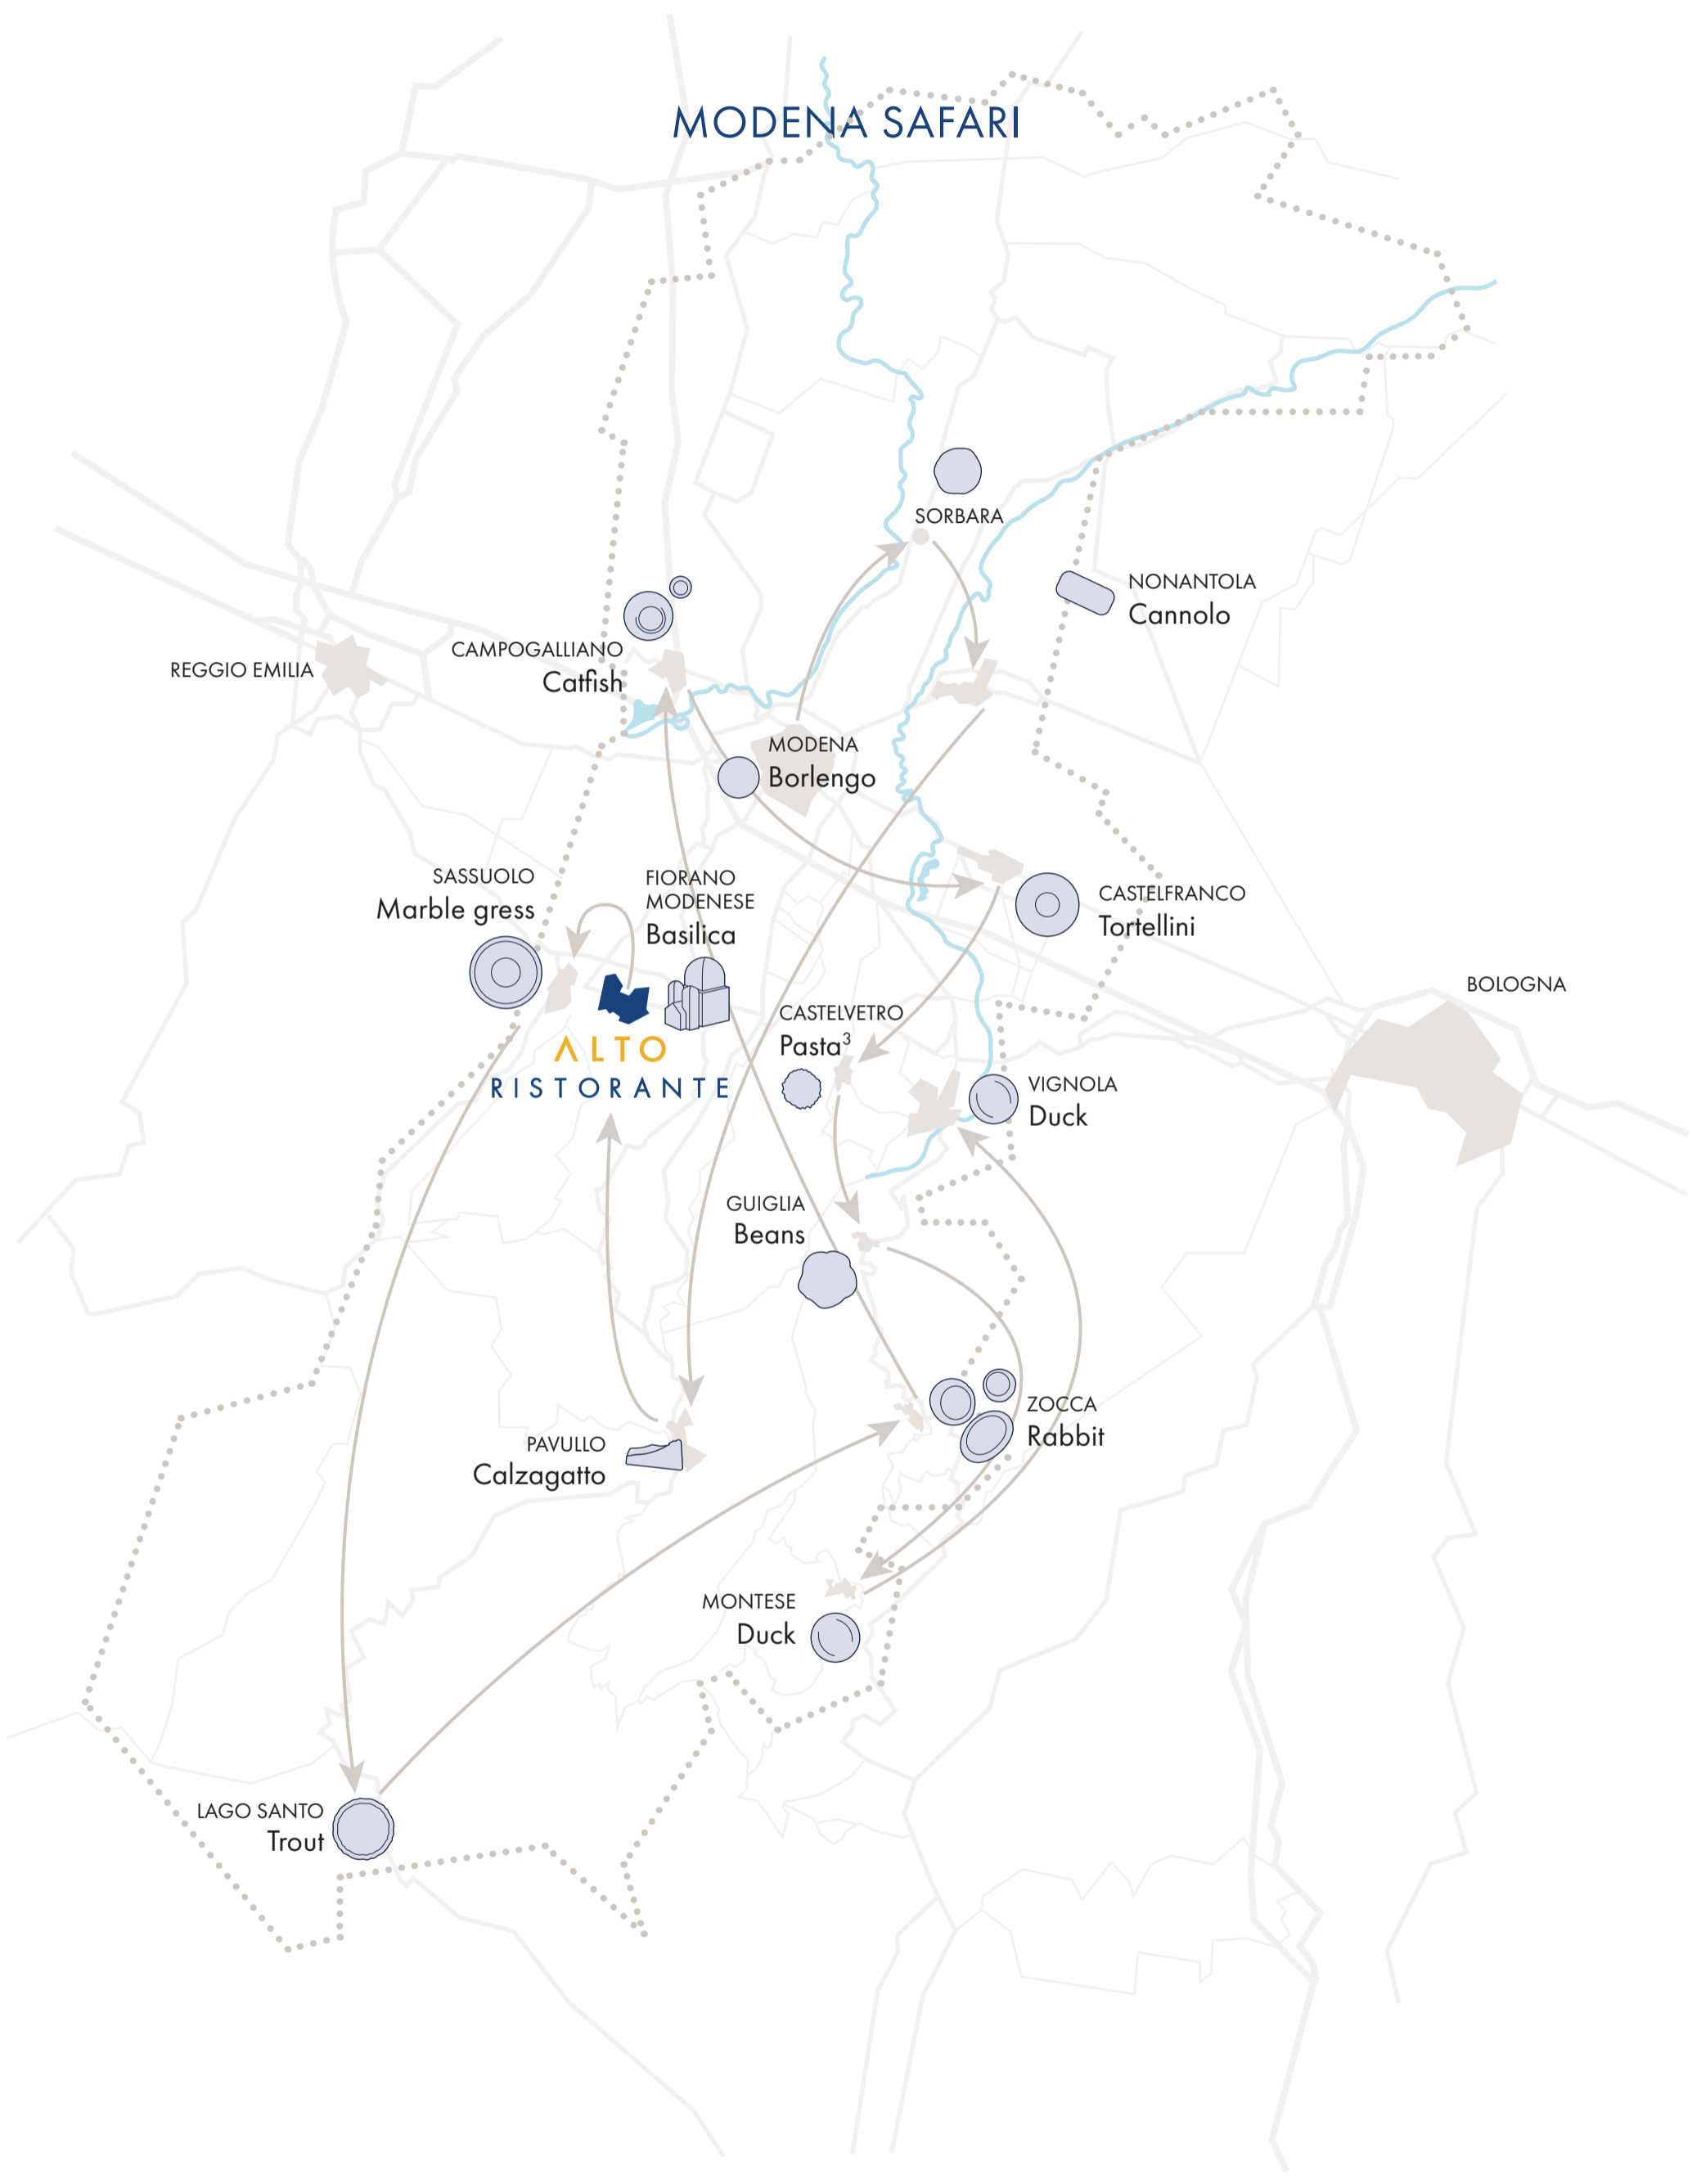 MODENA SAFARI
SORBARA
NONANTOLA
Cannolo
CAMPOGALLIANO
Catfish
REGGIO EMILIA
MODENA
Borlengo
SASSUOLO
Marble gress
FIORANO
MODENESE
Basilica
CASTELFRANCO
Tortellini
BOLOGNA
ALTO
RISTORANTE
CASTELVETRO
Pasta³
VIGNOLA
Duck
GUIGLIA
Beans
ZOCCA
Rabbit
PAVULLO
Calzagatto
MONTESE
Duck
LAGO SANTO
Trout